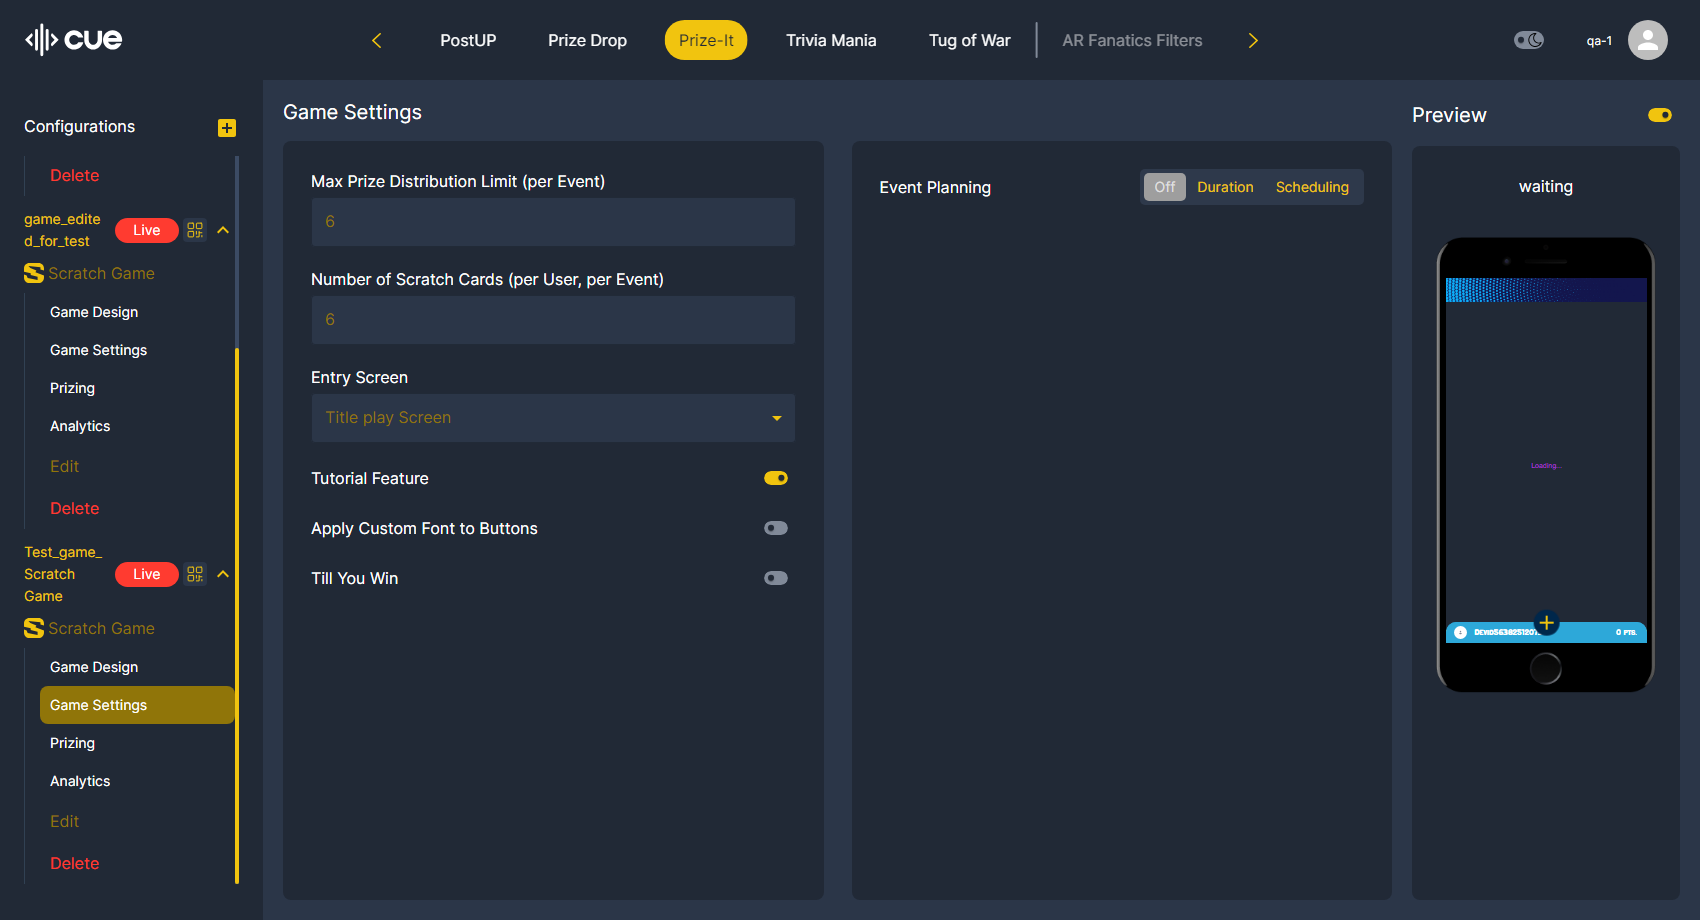 cue
PostUP
Prize Drop
Prize-It
Trivia Mania
Tug of War
AR Fanatics Filters
qa-1
Configurations
Delete
game_edite
d_for_test
Live
Scratch Game
Game Design
Game Settings
Prizing
Analytics
Edit
Delete
Test_game_
Scratch
Game
Live
Scratch Game
Game Design
Game Settings
Prizing
Analytics
Edit
Delete
Game Settings
Max Prize Distribution Limit (per Event)
6
Number of Scratch Cards (per User, per Event)
6
Entry Screen
Title play Screen
Tutorial Feature
Apply Custom Font to Buttons
Till You Win
Event Planning
Off
Duration
Scheduling
Preview
waiting
Loading...
0 PTS.